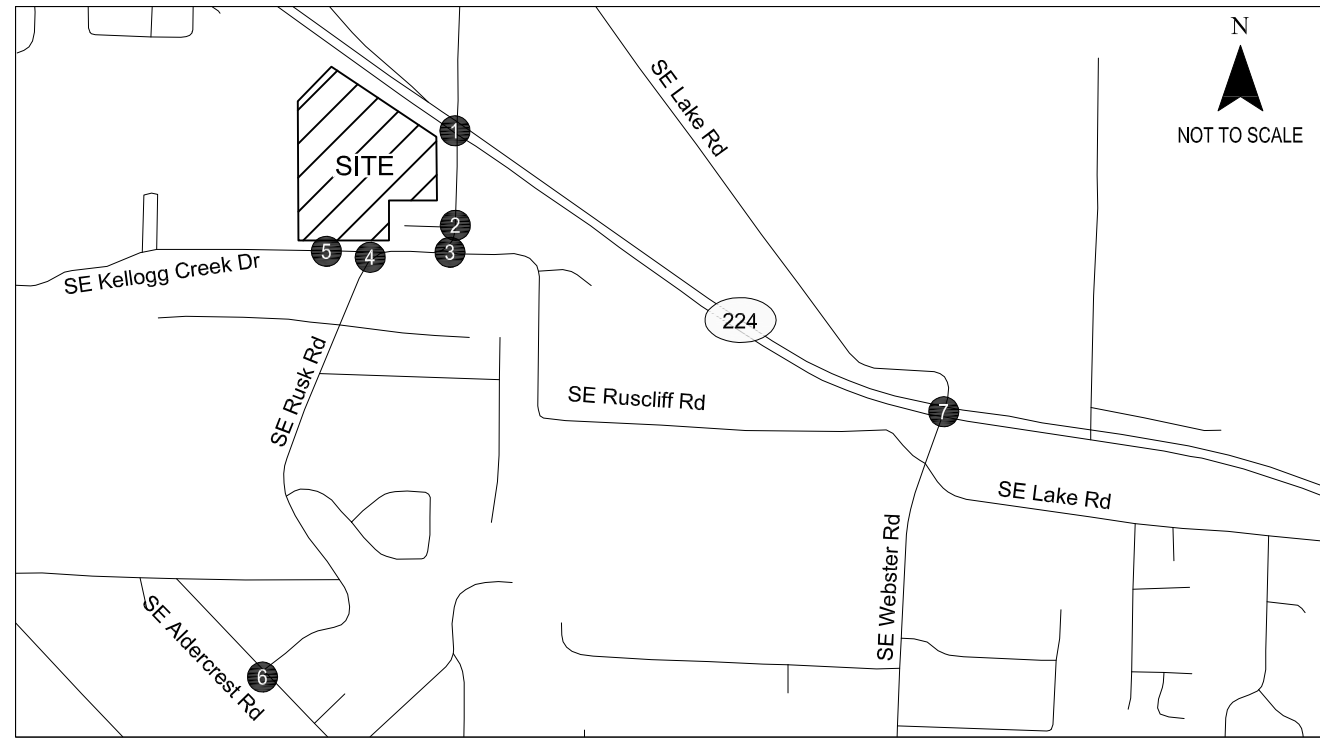 N
NOT TO SCALE
SE Lake Rd
1
SITE
2
5
4
3
SE Kellogg Creek Dr
224
SE Rusk Rd
SE Ruscliff Rd
7
SE Lake Rd
SE Webster Rd
SE Aldercrest Rd
6